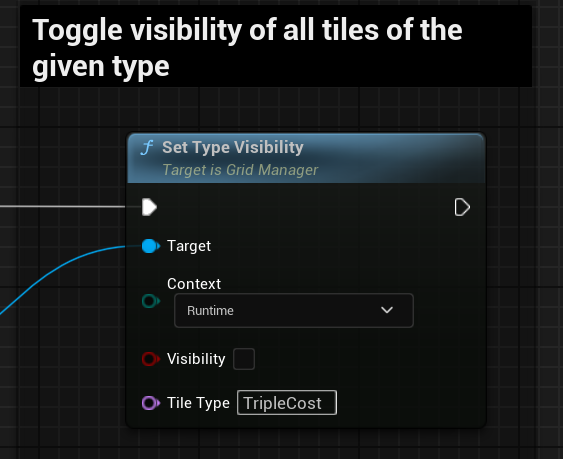 Toggle visibility of all tiles of the
given type
f Set Type Visibility
Target is Grid Manager
Target
Context
Runtime
Visibility
Tile Type TripleCost